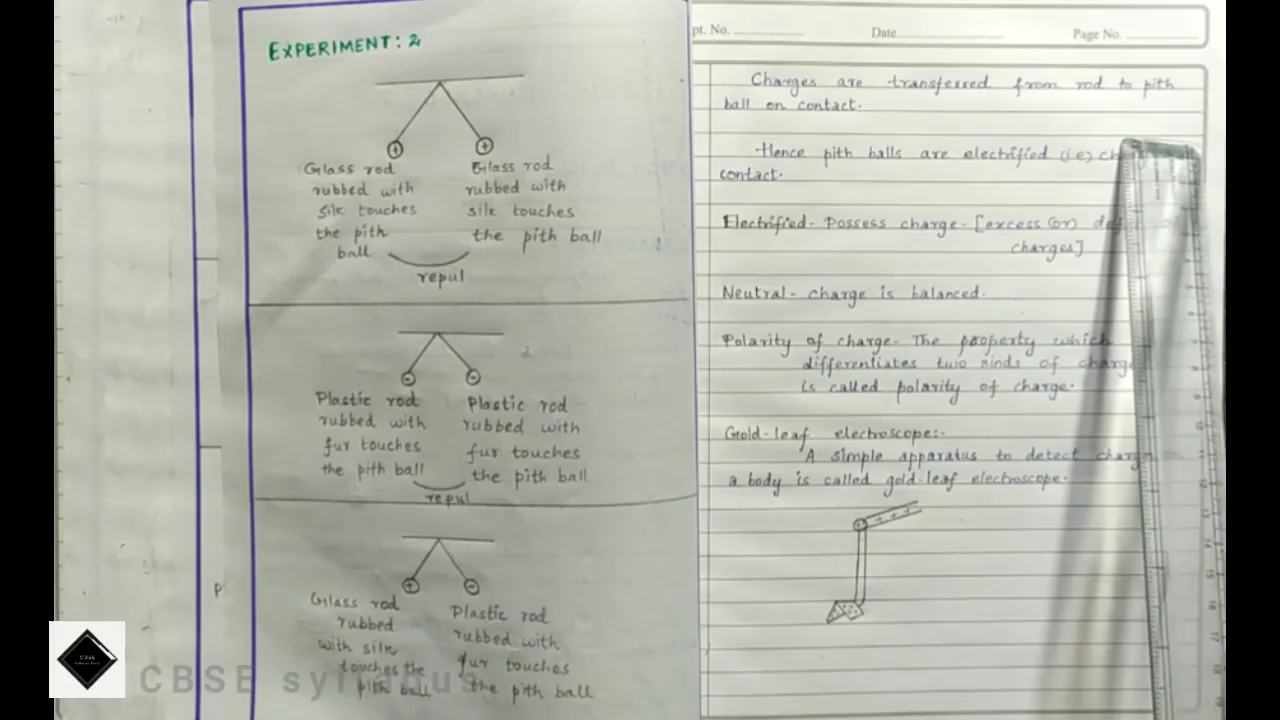 EXPERIMENT: 2
Glass rod
rubbed with
silk touches
the pith
ball
Glass rod
rubbed with
silk touches
the pith ball
repul
Plastic rod
rubbed with
fur touches
the pith ball
Plastic rod
rubbed with
fur touches
the pith ball
repul
Glass rod
rubbed
with silk
touches the
pith ball
Plastic rod
rubbed with
fur touches
the pith ball
pt. No. Date Page No.
Charges are transferred from rod to pith
ball on contact.
Hence pith balls are electrified (i.e)
contact.
Electrified- Possess charge- [excess (or)
charges]
Neutral- charge is balanced.
Polarity of charge- The property which
differentiates two kinds of charge
is called polarity of charge.
Gold-leaf electroscope:-
A simple apparatus to detect
a body is called gold-leaf electroscope.
CBSE
CBSE syllabus